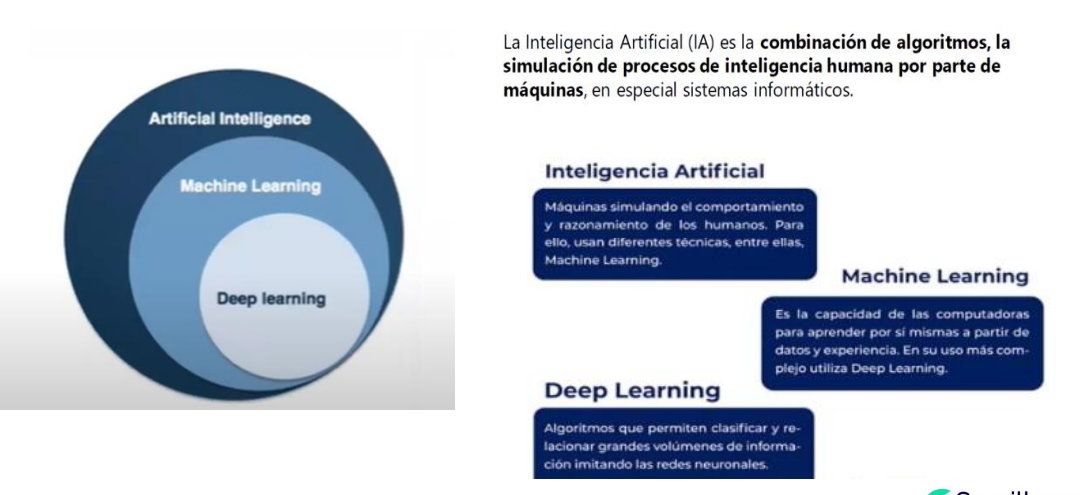 Artificial Intelligence
Machine Learning
Deep learning
La Inteligencia Artificial (IA) es la combinación de algoritmos, la
simulación de procesos de inteligencia humana por parte de
máquinas, en especial sistemas informáticos.
Inteligencia Artificial
Máquinas simulando el comportamiento
y razonamiento de los humanos. Para
ello, usan diferentes técnicas, entre ellas,
Machine Learning.
Machine Learning
Es la capacidad de las computadoras
para aprender por sí mismas a partir de
datos y experiencia. En su uso más com-
plejo utiliza Deep Learning.
Deep Learning
Algoritmos que permiten clasificar y re-
lacionar grandes volúmenes de informa-
ción imitando las redes neuronales.